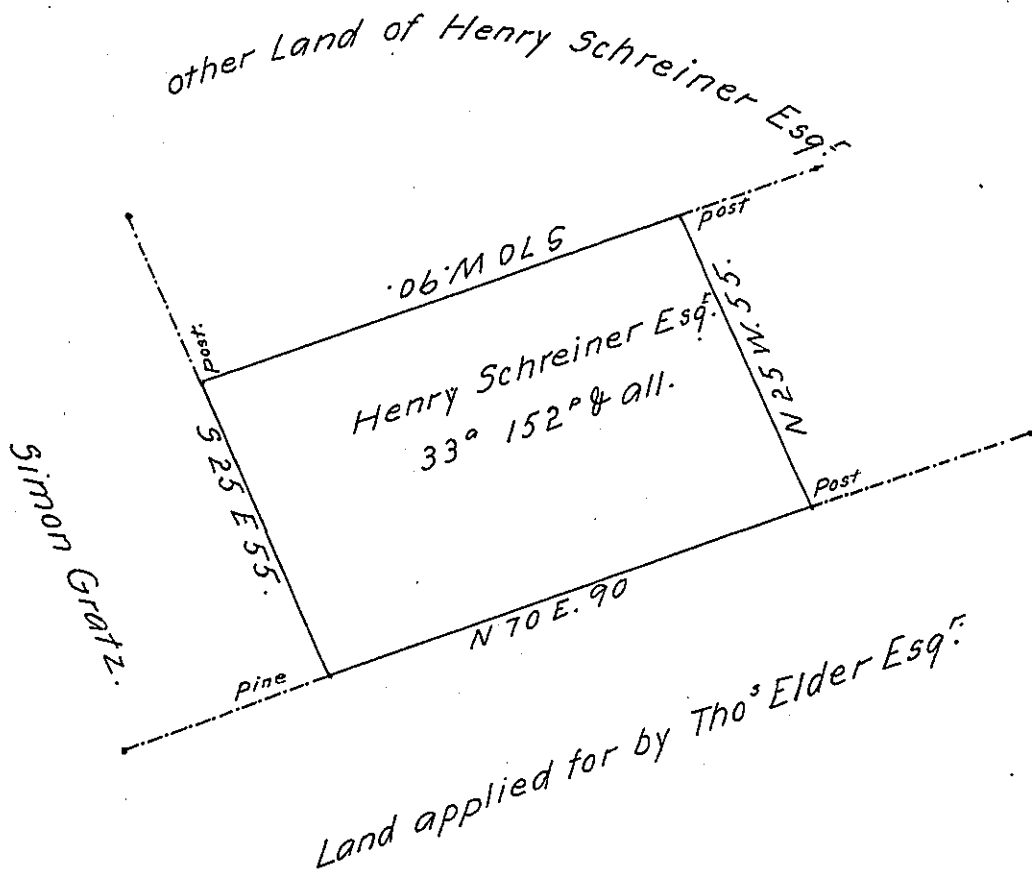 other Land of Henry Schreiner Esqr.
Post
S 70 W. 90.
Post.
N 25 W. 55.
Henry Schreiner Esqr.
33a 152p & all.
S 25 E 55.
Simon Gratz.
Post
N 70 E. 90
Pine
Land applied for by Thos Elder Esqr.